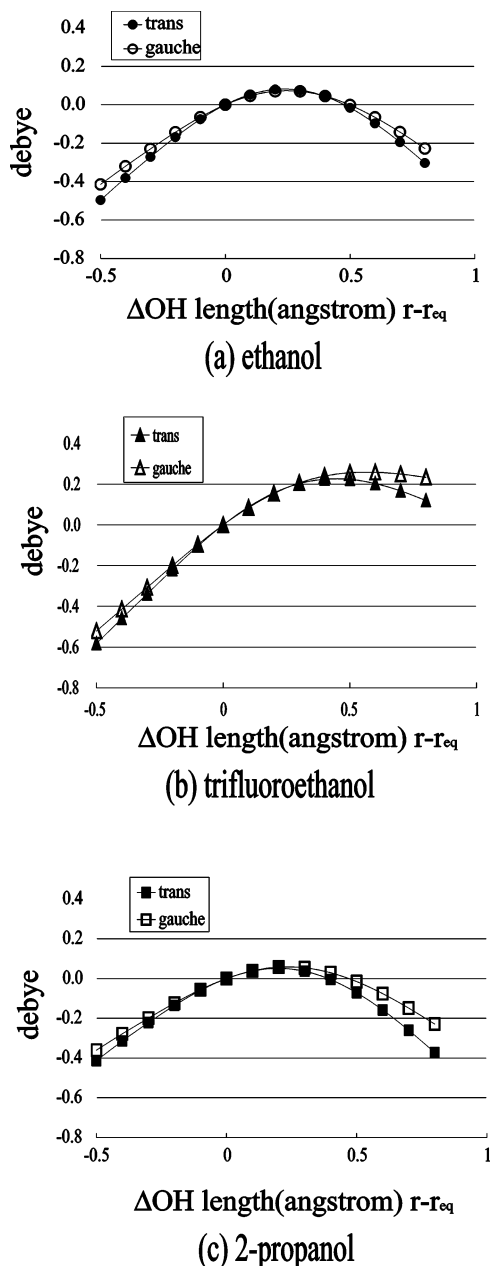 trans
gauche
0.4
0.2
0.0
-0.2
-0.4
-0.6
-0.8
debye
-0.5 0 0.5 1
ΔOH length(angstrom) r-req
(a) ethanol
trans
gauche
0.4
0.2
0.0
-0.2
-0.4
-0.6
-0.8
debye
-0.5 0 0.5 1
ΔOH length(angstrom) r-req
(b) trifluoroethanol
trans
gauche
0.4
0.2
0.0
-0.2
-0.4
-0.6
-0.8
debye
-0.5 0 0.5 1
ΔOH length(angstrom) r-req
(c) 2-propanol